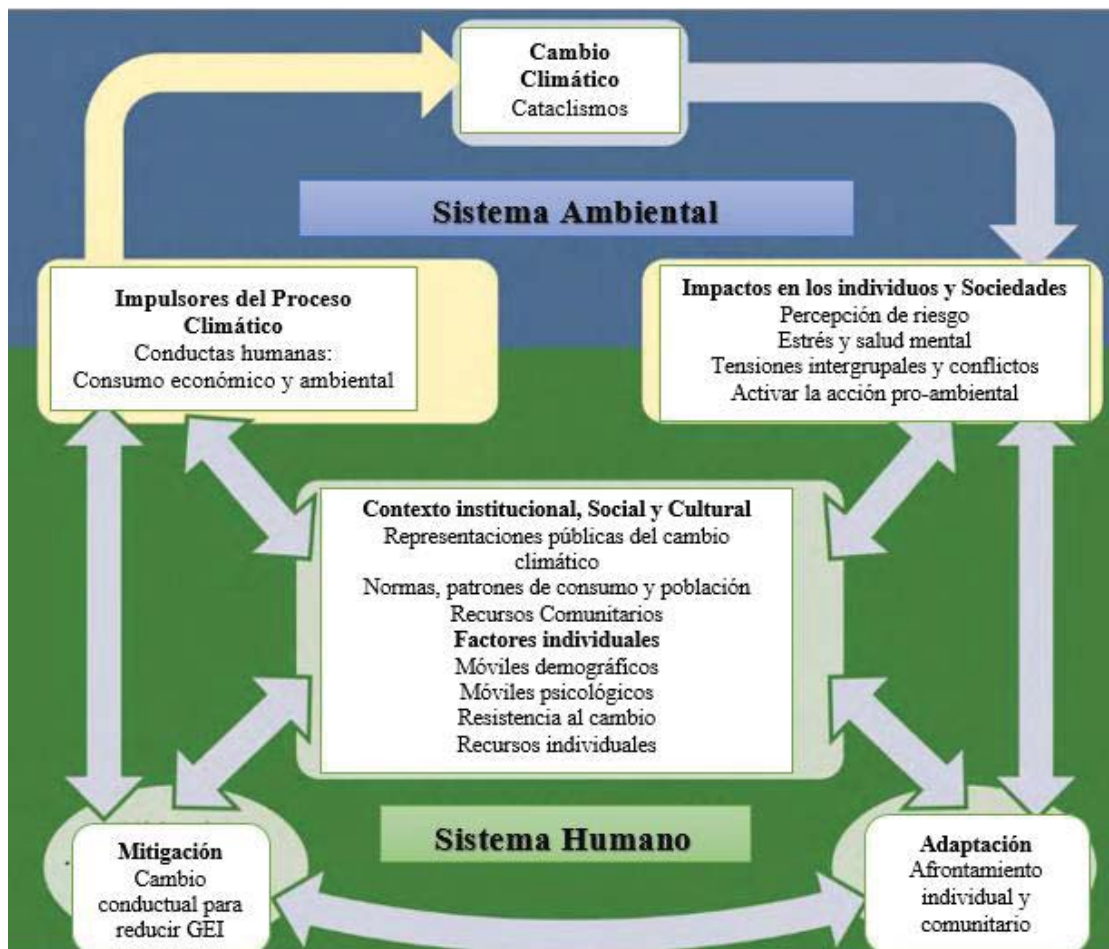 Cambio
Climático
Cataclismos
Sistema Ambiental
Impulsores del Proceso
Climático
Conductas humanas:
Consumo económico y ambiental
Impactos en los individuos y Sociedades
Percepción de riesgo
Estrés y salud mental
Tensiones intergrupales y conflictos
Activar la acción pro-ambiental
Contexto institucional, Social y Cultural
Representaciones públicas del cambio
climático
Normas, patrones de consumo y población
Recursos Comunitarios
Factores individuales
Móviles demográficos
Móviles psicológicos
Resistencia al cambio
Recursos individuales
Sistema Humano
Mitigación
Cambio
conductual para
reducir GEI
Adaptación
Afrontamiento
individual y
comunitario